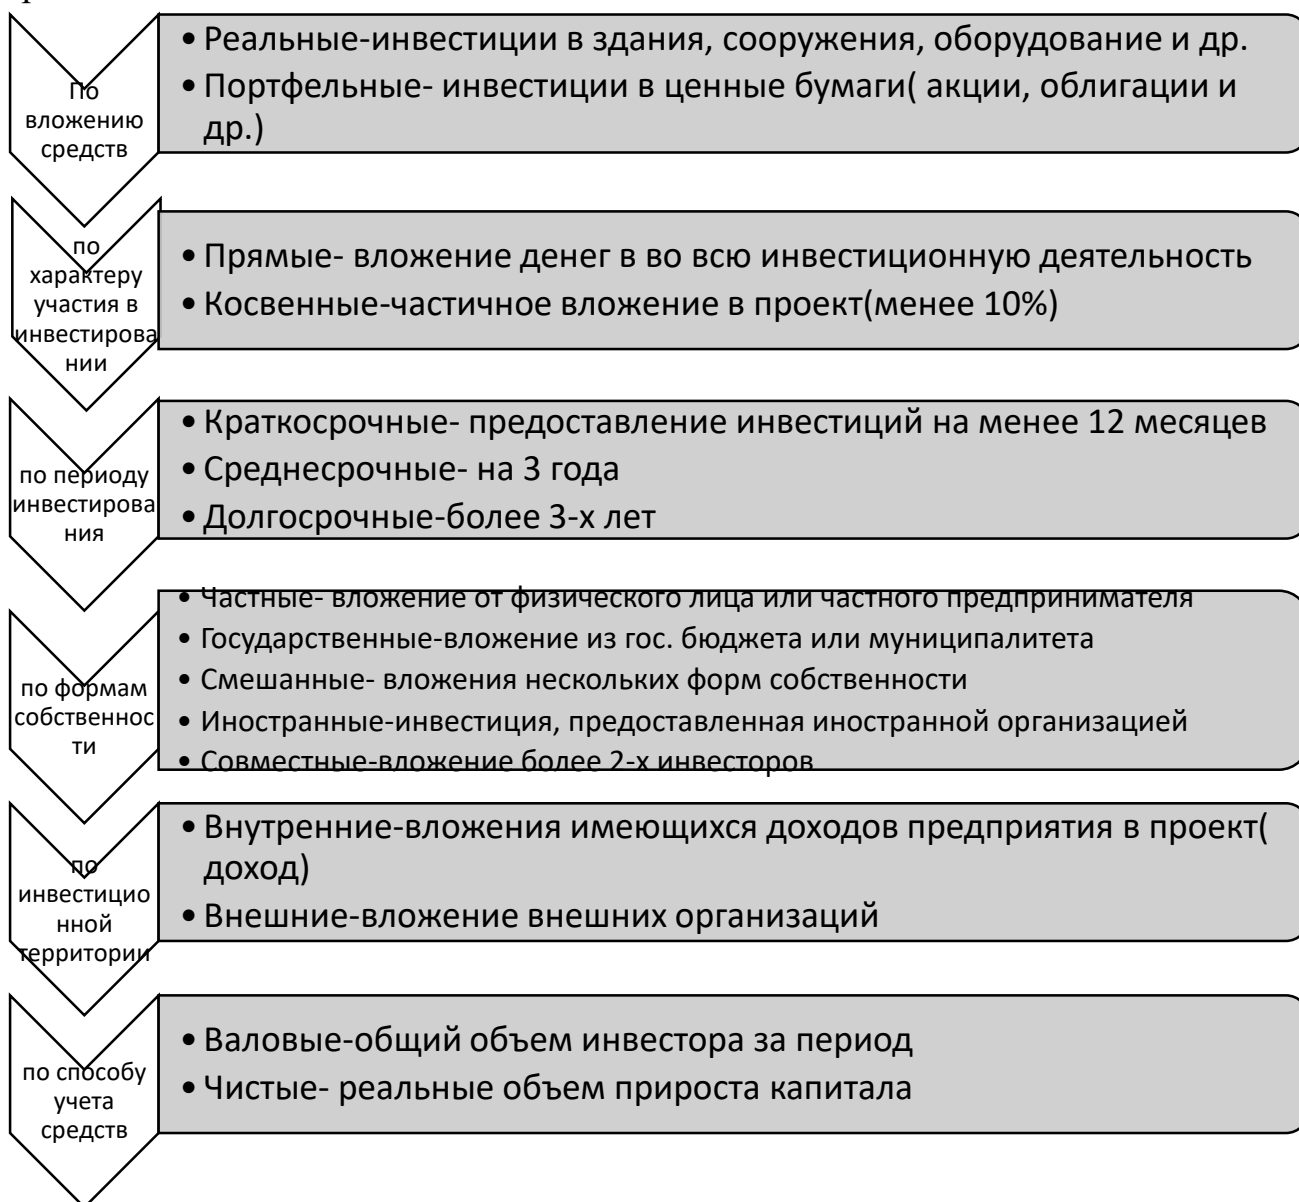 По
вложению
средств
• Реальные-инвестиции в здания, сооружения, оборудование и др.
• Портфельные- инвестиции в ценные бумаги( акции, облигации и
др.)
по
характеру
участия в
инвестирова
нии
• Прямые- вложение денег в во всю инвестиционную деятельность
• Косвенные-частичное вложение в проект(менее 10%)
по периоду
инвестирова
ния
• Краткосрочные- предоставление инвестиций на менее 12 месяцев
• Среднесрочные- на 3 года
• Долгосрочные-более 3-х лет
по формам
собственнос
ти
• Частные- вложение от физического лица или частного предпринимателя
• Государственные-вложение из гос. бюджета или муниципалитета
• Смешанные- вложения нескольких форм собственности
• Иностранные-инвестиция, предоставленная иностранной организацией
• Совместные-вложение более 2-х инвесторов
по
инвестицио
нной
территории
• Внутренние-вложения имеющихся доходов предприятия в проект(
доход)
• Внешние-вложение внешних организаций
по способу
учета
средств
• Валовые-общий объем инвестора за период
• Чистые- реальные объем прироста капитала